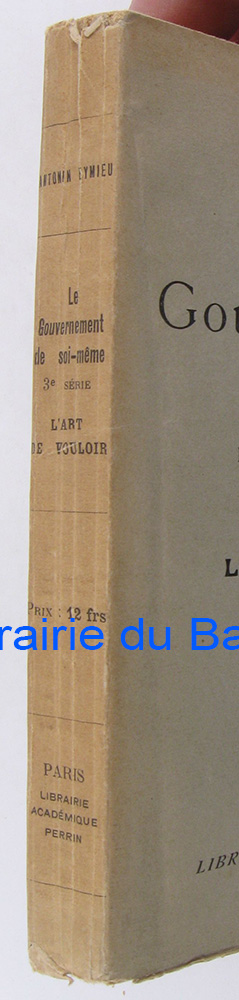 ANTONIN EYMIEU
Le
Gouvernement
de soi-même
3e SÉRIE
L'ART
DE VOULOIR
PRIX : 12 frs
PARIS
LIBRAIRIE
ACADÉMIQUE
PERRIN
Gou
L
LIBR
rairie du Ba